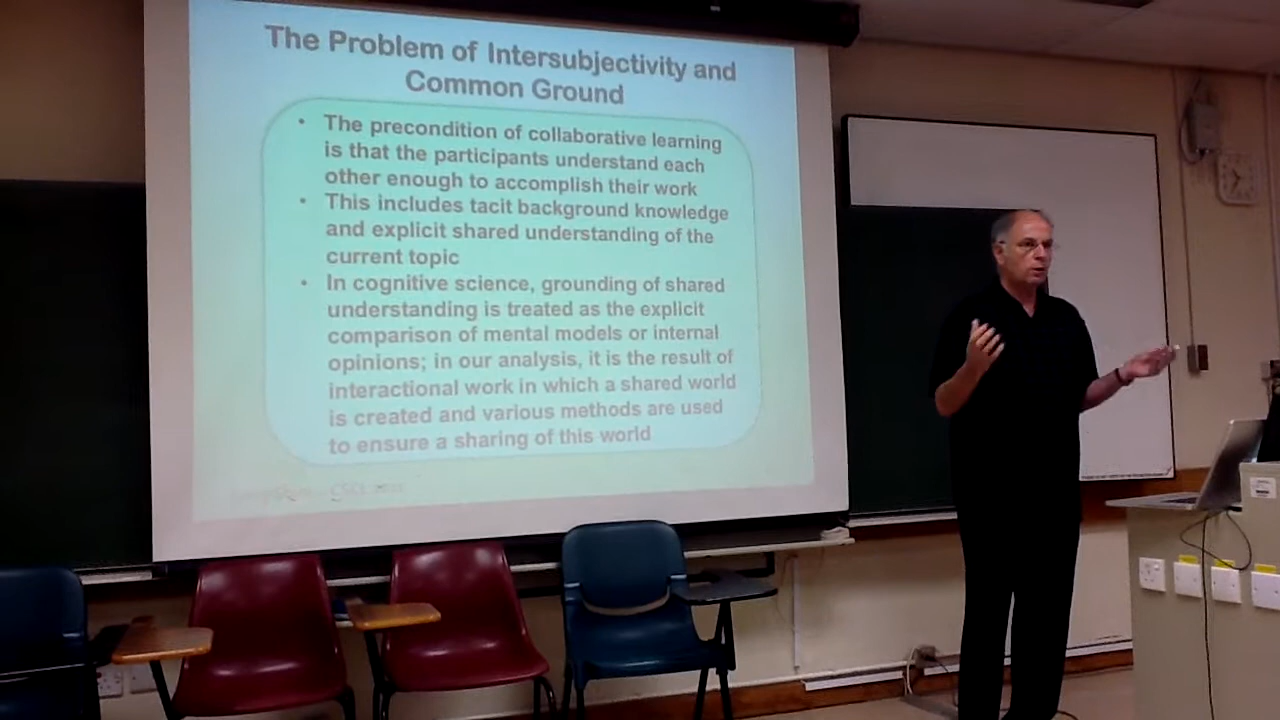 The Problem of Intersubjectivity and
Common Ground
• The precondition of collaborative learning
is that the participants understand each
other enough to accomplish their work
• This includes tacit background knowledge
and explicit shared understanding of the
current topic
• In cognitive science, grounding of shared
understanding is treated as the explicit
comparison of mental models or internal
opinions; in our analysis, it is the result of
interactional work in which a shared world
is created and various methods are used
to ensure a sharing of this world